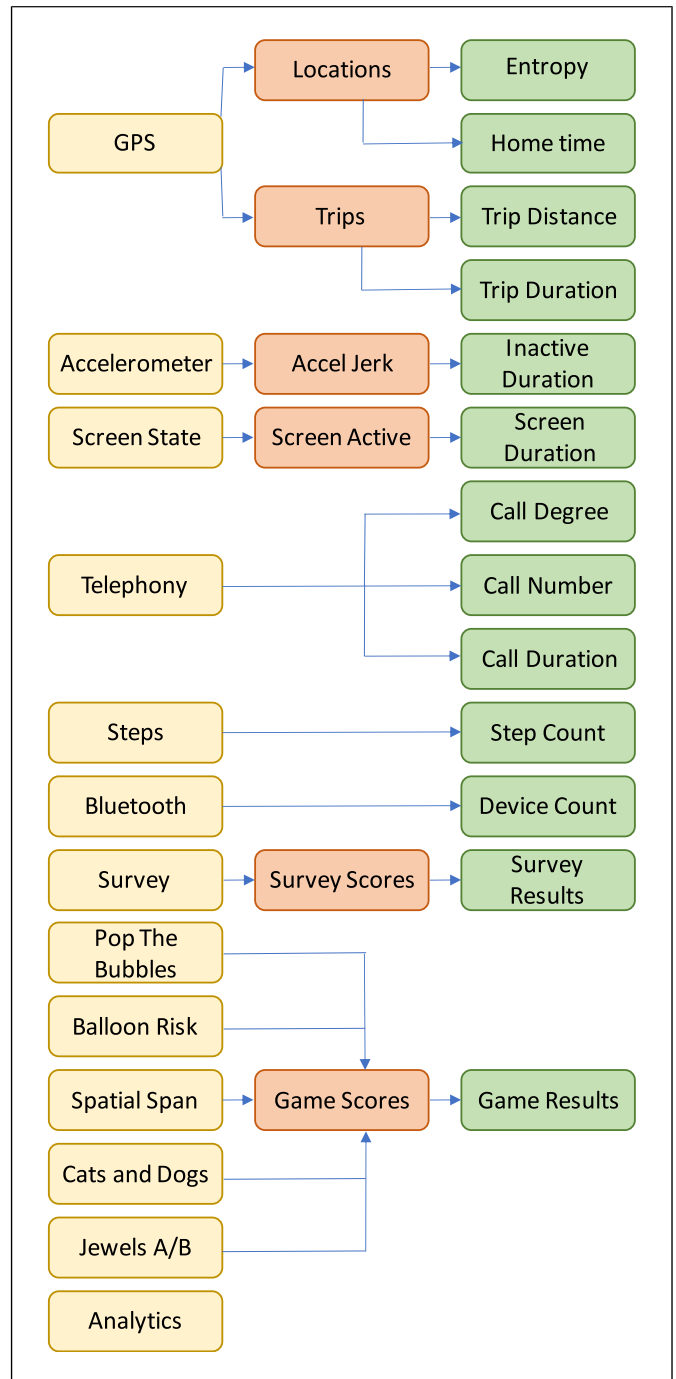 Locations
Entropy
GPS
Home time
Trips
Trip Distance
Trip Duration
Accelerometer
Accel Jerk
Inactive
Duration
Screen State
Screen Active
Screen
Duration
Call Degree
Telephony
Call Number
Call Duration
Steps
Step Count
Bluetooth
Device Count
Survey
Survey Scores
Survey
Results
Pop The
Bubbles
Balloon Risk
Spatial Span
Game Scores
Game Results
Cats and Dogs
Jewels A/B
Analytics